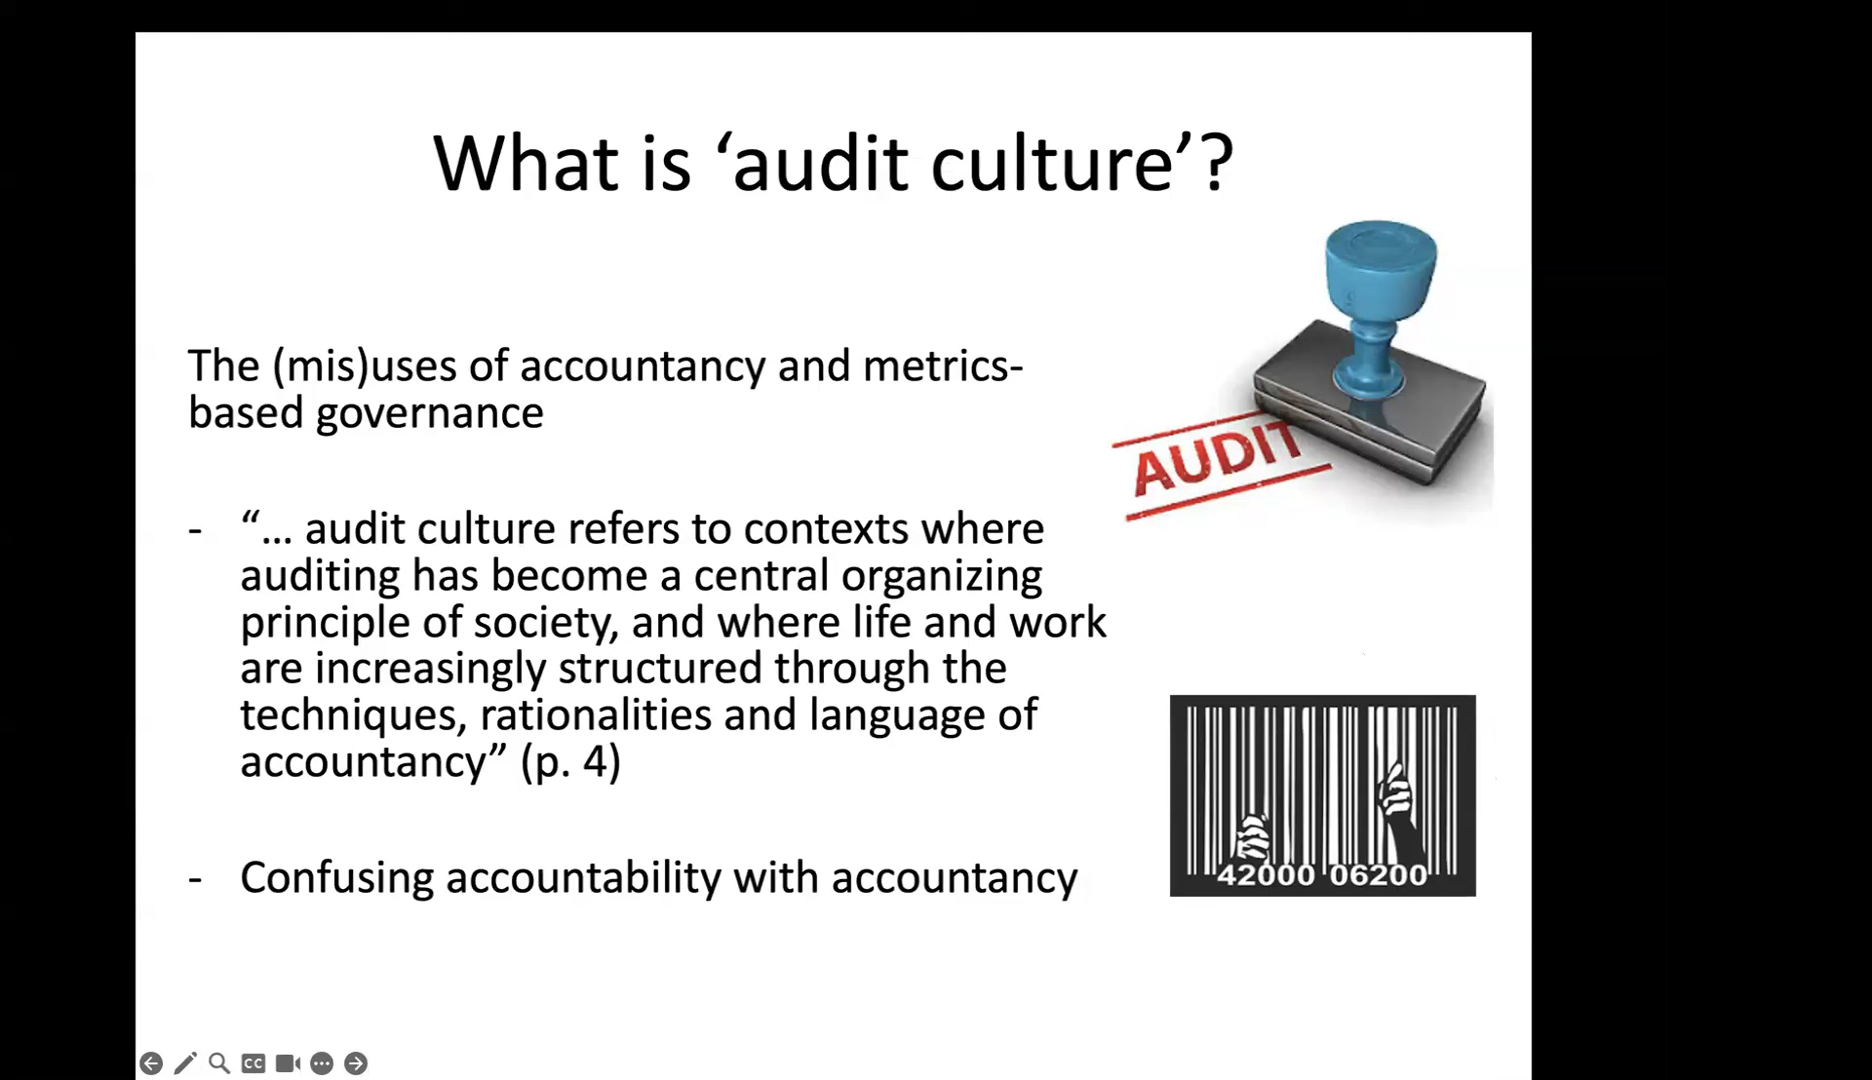 What is ‘audit culture’?
The (mis)uses of accountancy and metrics-
based governance
AUDIT
- “... audit culture refers to contexts where
auditing has become a central organizing
principle of society, and where life and work
are increasingly structured through the
techniques, rationalities and language of
accountancy” (p. 4)
- Confusing accountability with accountancy
42000 06200
CC